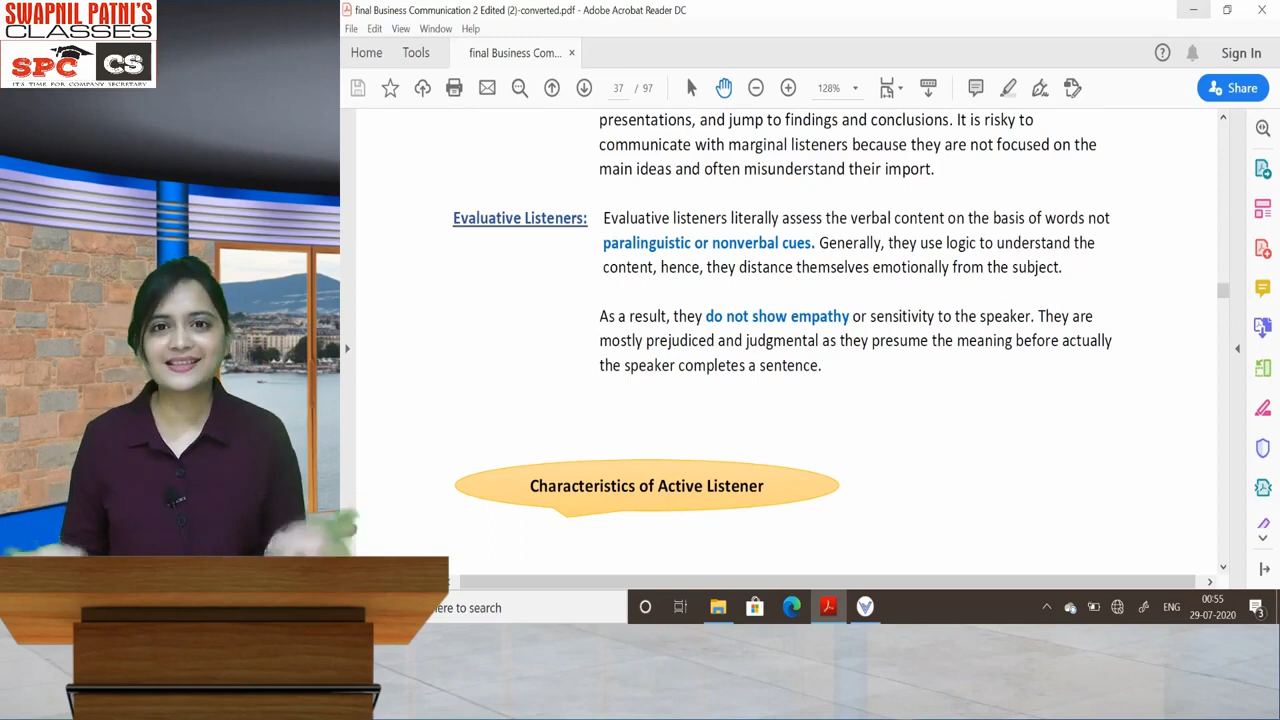 SWAPNIL PATNI'S
CLASSES
SPC CS
IT'S TIME FOR COMPANY SECRETARY
final Business Communication 2 Edited (2)-converted.pdf - Adobe Acrobat Reader DC
File Edit View Window Help
Home Tools final Business Com... × Sign In
37 / 97 128% Share
presentations, and jump to findings and conclusions. It is risky to
communicate with marginal listeners because they are not focused on the
main ideas and often misunderstand their import.
Evaluative Listeners: Evaluative listeners literally assess the verbal content on the basis of words not
paralinguistic or nonverbal cues. Generally, they use logic to understand the
content, hence, they distance themselves emotionally from the subject.
As a result, they do not show empathy or sensitivity to the speaker. They are
mostly prejudiced and judgmental as they presume the meaning before actually
the speaker completes a sentence.
Characteristics of Active Listener
ere to search
ENG
00:55
29-07-2020
3